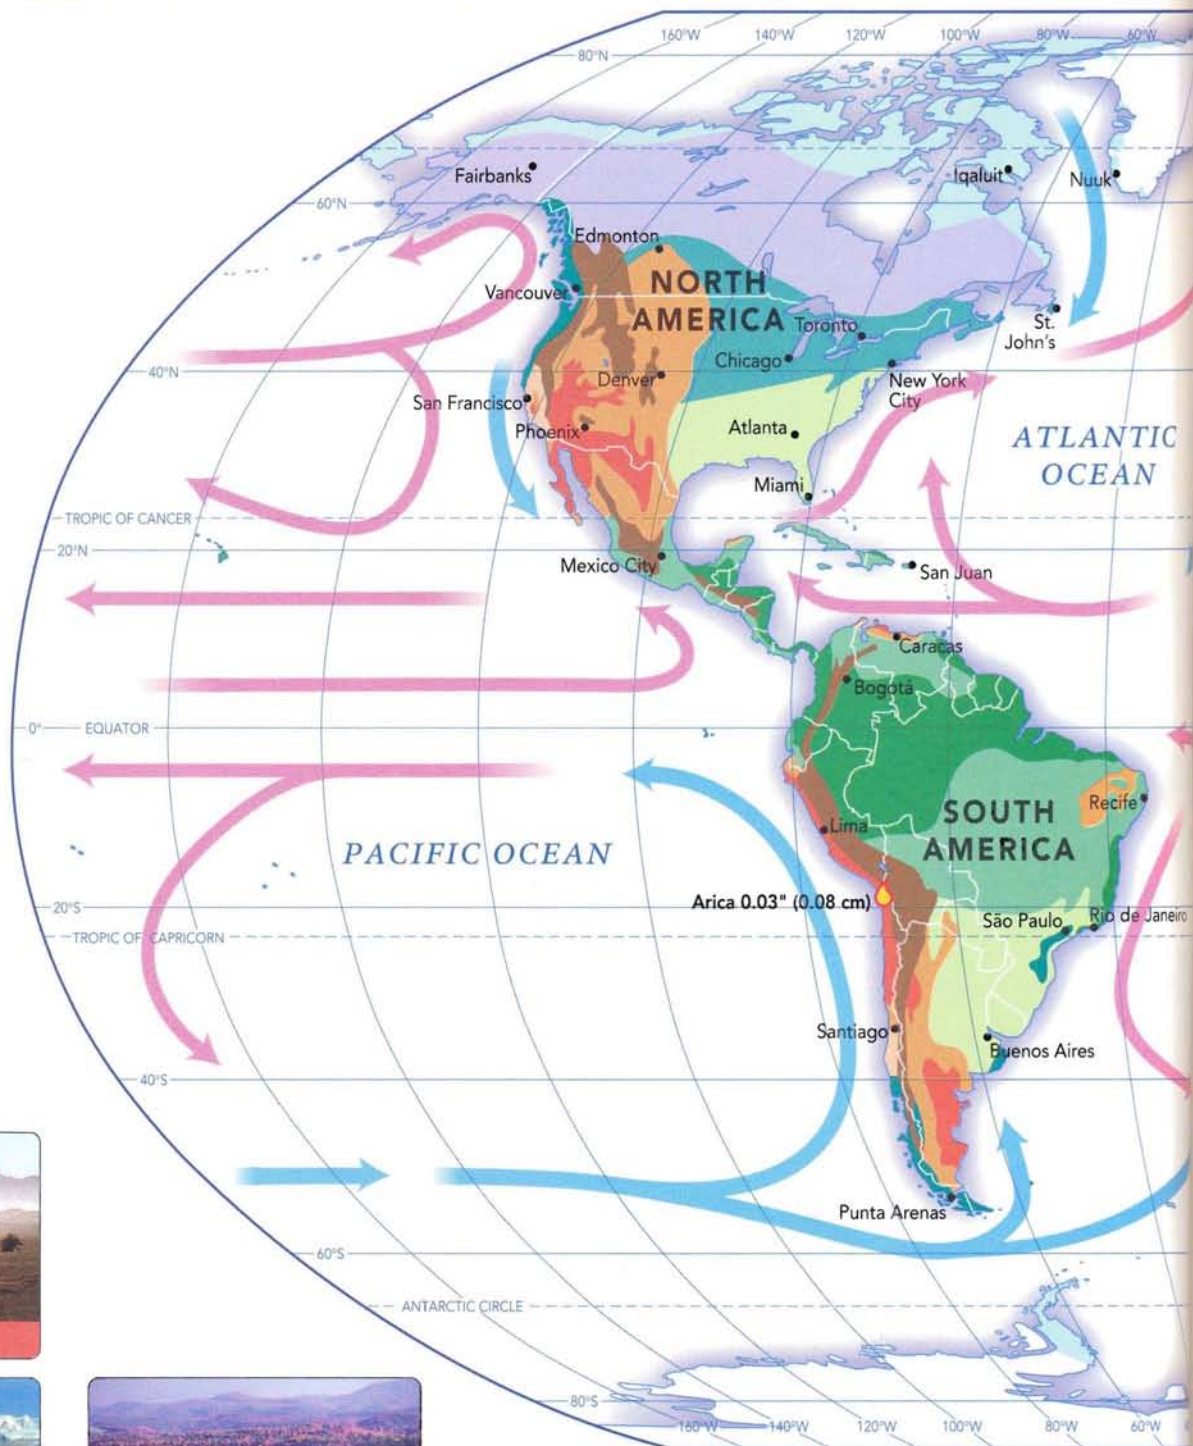 160°W 140°W 120°W 100°W 80°W 60°W
80°N
Fairbanks
Iqaluit
Nuuk
60°N
Edmonton
NORTH
AMERICA
Vancouver
Toronto
St.
John's
Chicago
40°N
Denver
New York
City
San Francisco
Phoenix
Atlanta
ATLANTIC
OCEAN
Miami
TROPIC OF CANCER
20°N
Mexico City
San Juan
Caracas
Bogotá
0° EQUATOR
Recife
SOUTH
AMERICA
Lima
PACIFIC OCEAN
Arica 0.03" (0.08 cm)
20°S
São Paulo
Rio de Janeiro
TROPIC OF CAPRICORN
Santiago
Buenos Aires
40°S
Punta Arenas
60°S
ANTARCTIC CIRCLE
80°S
160°W 140°W 120°W 100°W 80°W 60°W